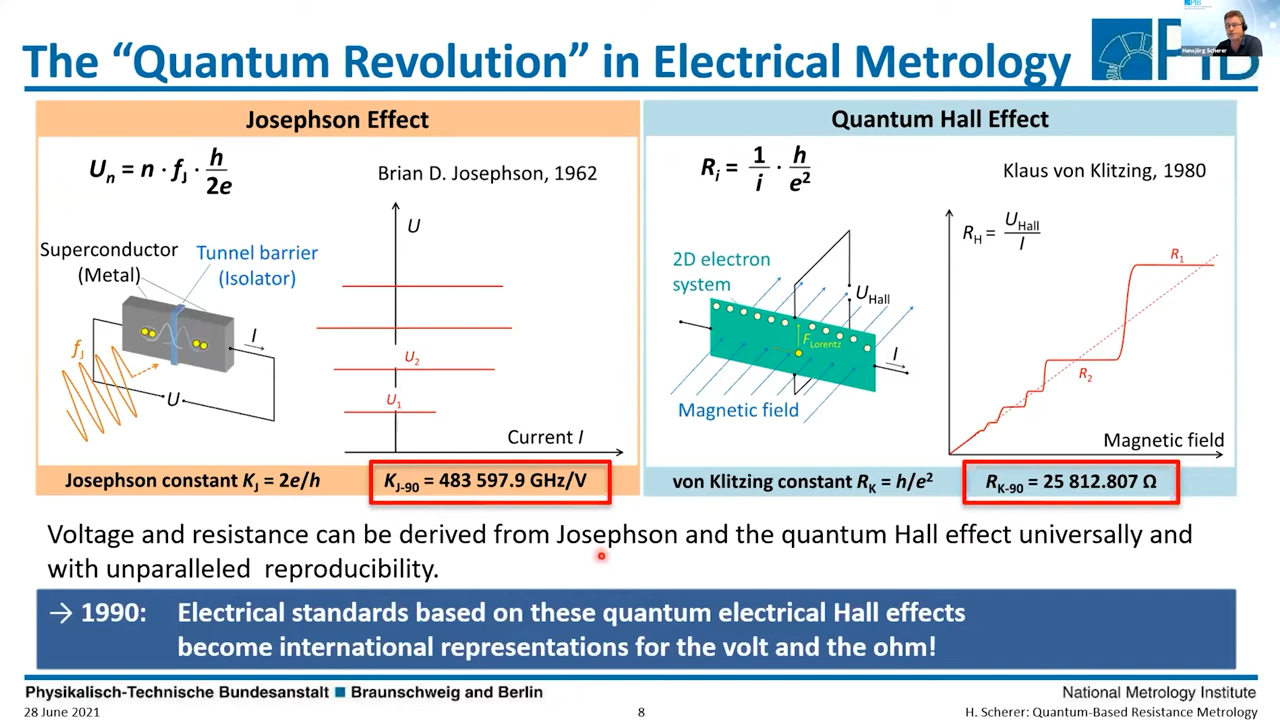 PTB
Hansjörg Scherer
The “Quantum Revolution” in Electrical Metrology
PTB
Josephson Effect
Uₙ = n · f_J · h/2e
Brian D. Josephson, 1962
U
Superconductor
(Metal)
Tunnel barrier
(Isolator)
I
f_J
U
U₂
U₁
Current I
Josephson constant K_J = 2e/h
K_J-90 = 483 597.9 GHz/V
Quantum Hall Effect
R_i = 1/i · h/e²
Klaus von Klitzing, 1980
R_H = U_Hall/I
2D electron
system
U_Hall
F_Lorentz
I
Magnetic field
R₁
R₂
Magnetic field
von Klitzing constant R_K = h/e²
R_K-90 = 25 812.807 Ω
Voltage and resistance can be derived from Josephson and the quantum Hall effect universally and
with unparalleled reproducibility.
→ 1990: Electrical standards based on these quantum electrical Hall effects
become international representations for the volt and the ohm!
Physikalisch-Technische Bundesanstalt ■ Braunschweig and Berlin
National Metrology Institute
28 June 2021
8
H. Scherer: Quantum-Based Resistance Metrology